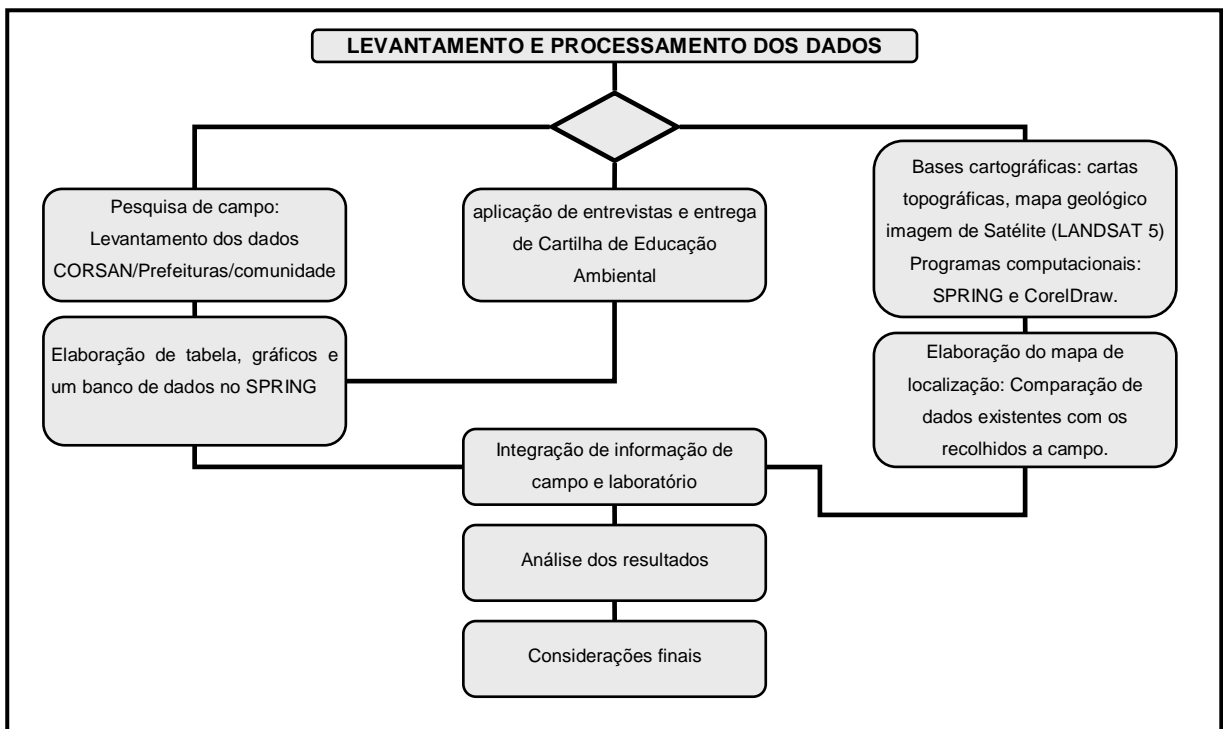 LEVANTAMENTO E PROCESSAMENTO DOS DADOS
Pesquisa de campo:
Levantamento dos dados
CORSAN/Prefeituras/comunidade
aplicação de entrevistas e entrega
de Cartilha de Educação
Ambiental
Bases cartográficas: cartas
topográficas, mapa geológico
imagem de Satélite (LANDSAT 5)
Programas computacionais:
SPRING e CorelDraw.
Elaboração de tabela, gráficos e
um banco de dados no SPRING
Elaboração do mapa de
localização: Comparação de
dados existentes com os
recolhidos a campo.
Integração de informação de
campo e laboratório
Análise dos resultados
Considerações finais